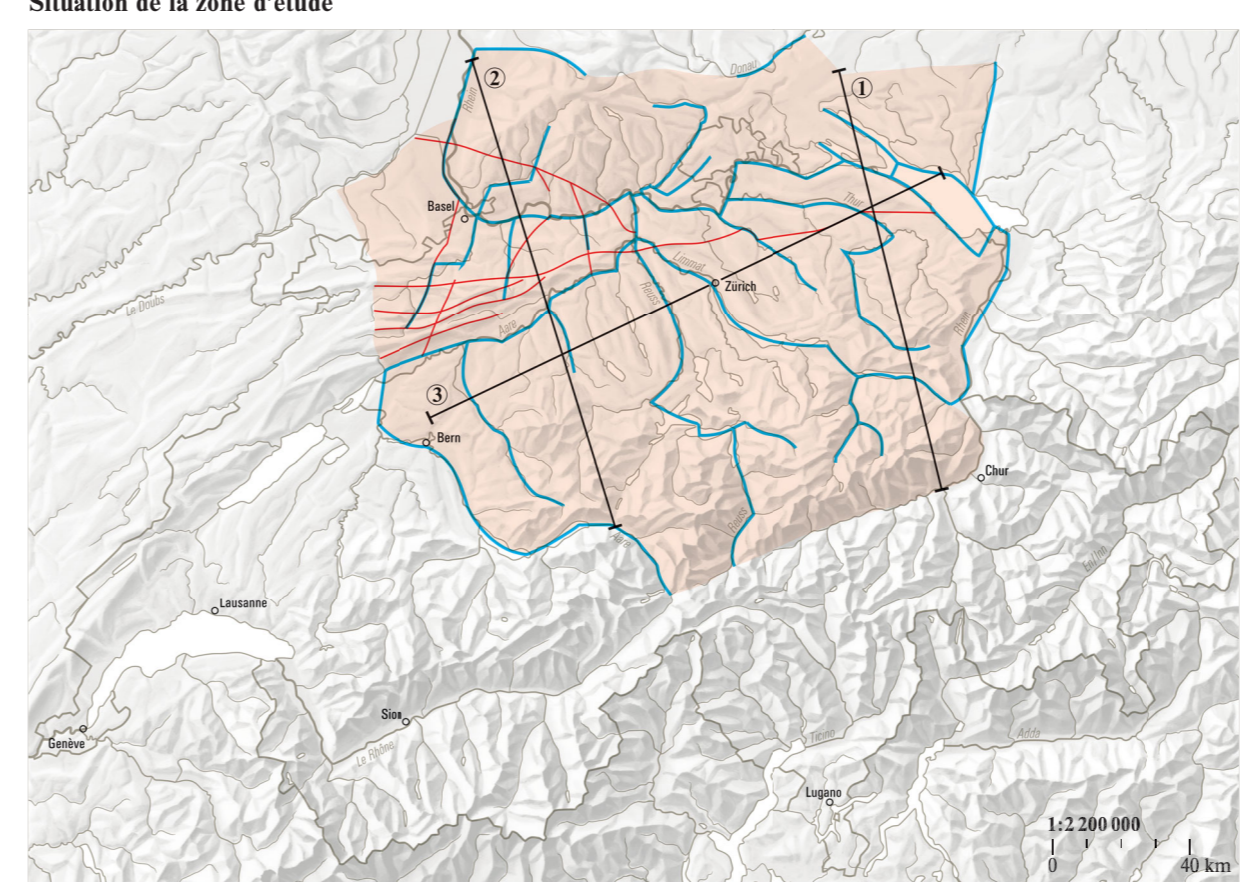 Situation de la zone d'étude
Donau
②
①
Rhein
Basel
Thur
Limmat
Zürich
Reuss
Le Doubs
Aare
Rhein
③
Bern
Chur
Reuss
Aare
En/Inn
Lausanne
Sion
Genève
Le Rhône
Ticino
Adda
Lugano
1:2 200 000
0 40 km